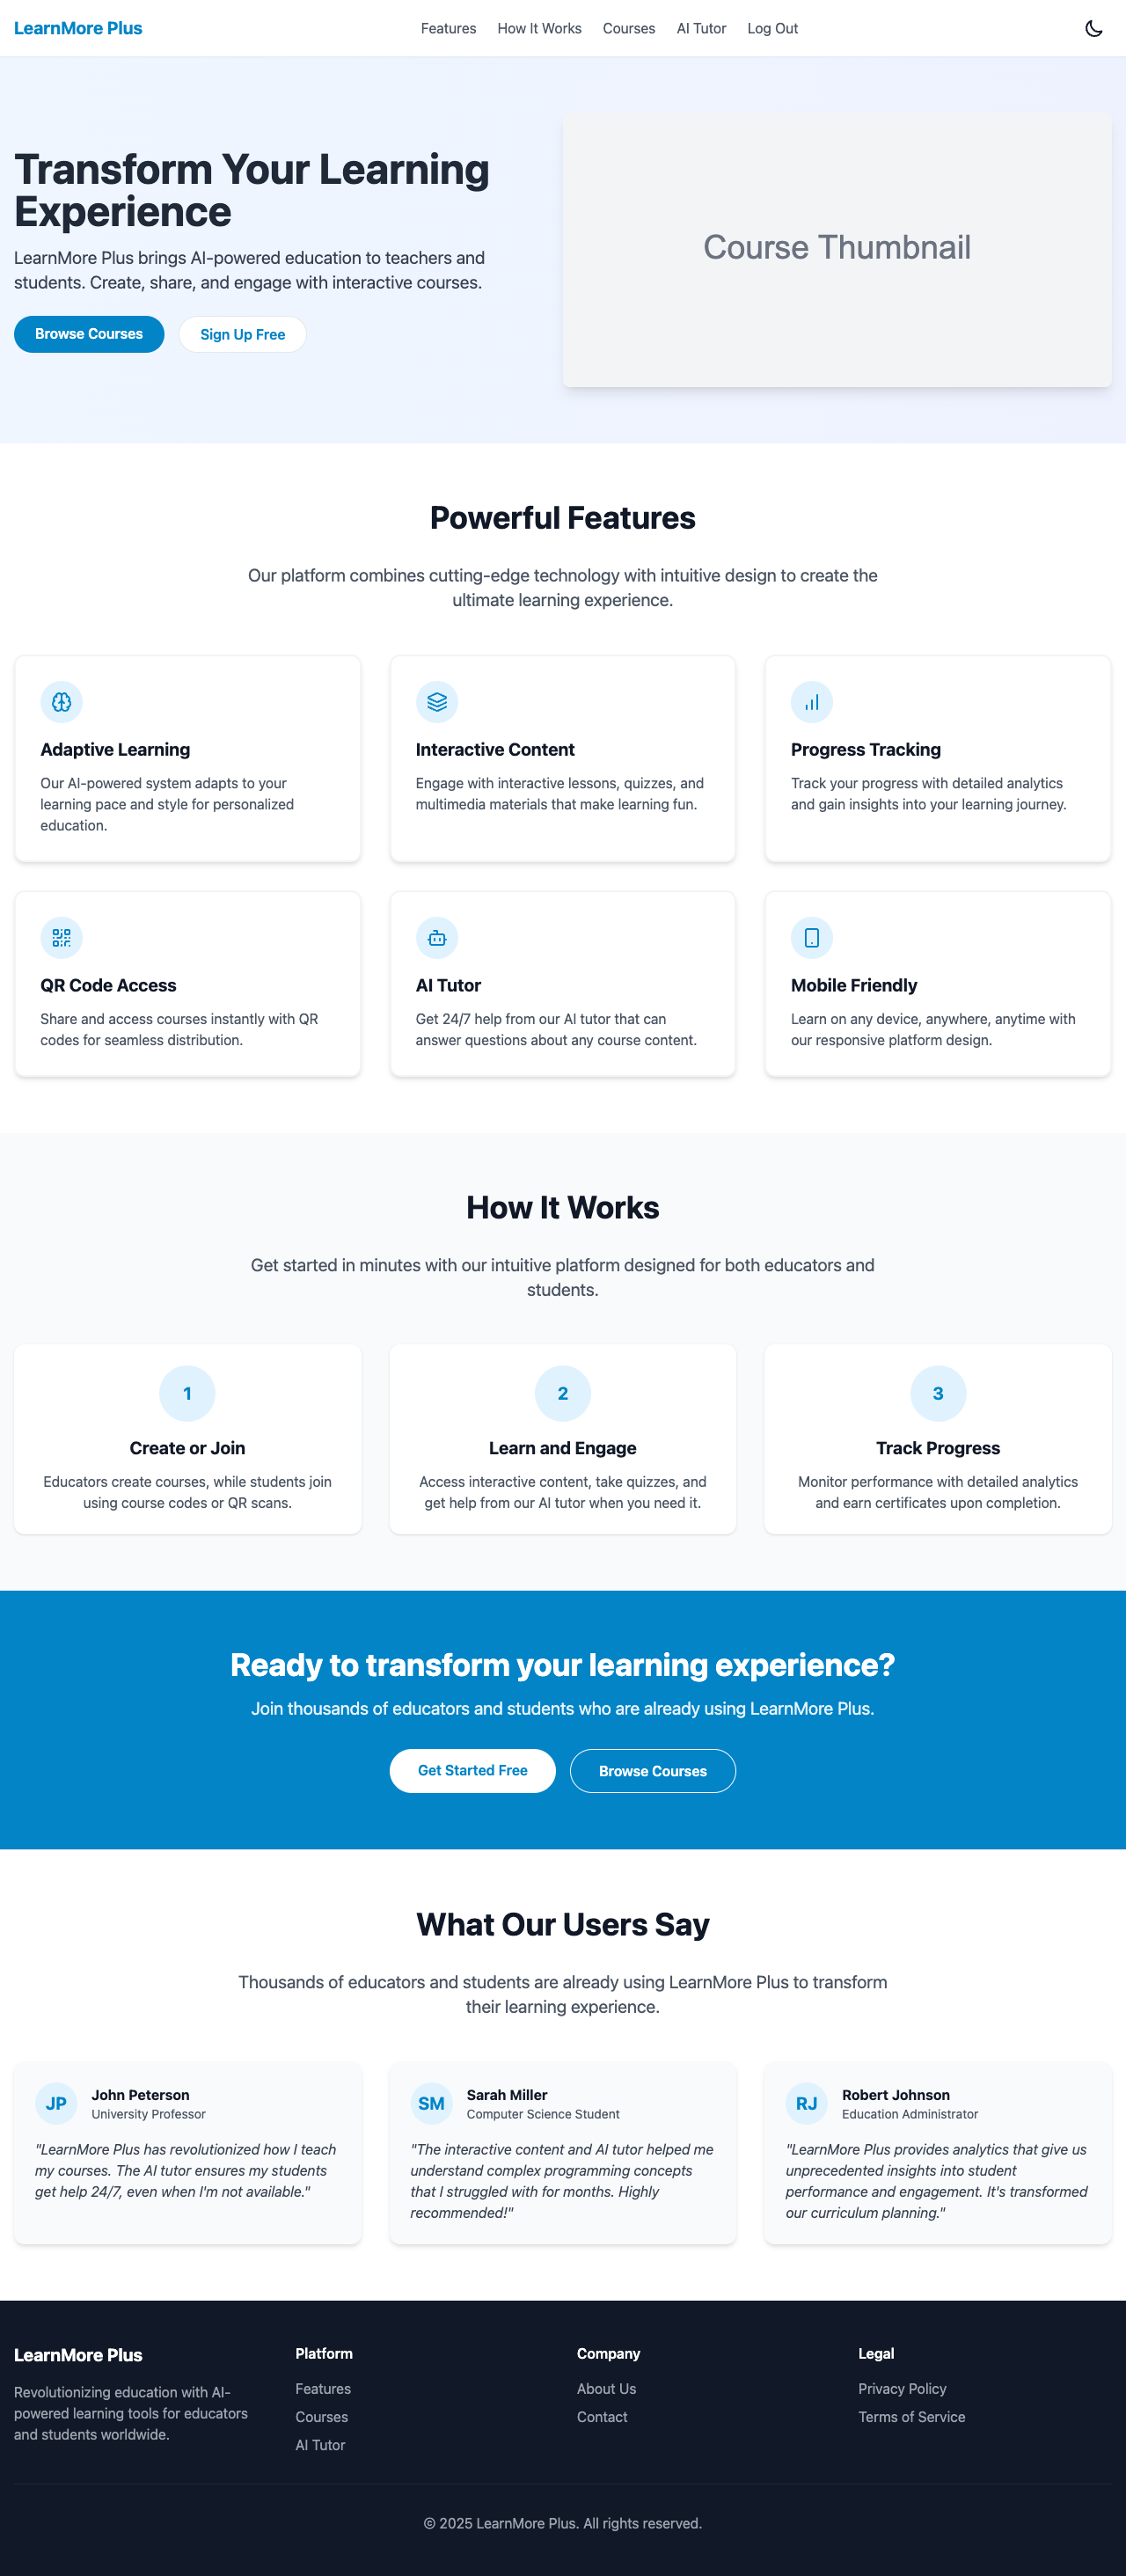 LearnMore Plus
Features
How It Works
Courses
AI Tutor
Log Out
Transform Your Learning
Experience
LearnMore Plus brings AI-powered education to teachers and
students. Create, share, and engage with interactive courses.
Browse Courses
Sign Up Free
Course Thumbnail
Powerful Features
Our platform combines cutting-edge technology with intuitive design to create the
ultimate learning experience.
Adaptive Learning
Our AI-powered system adapts to your
learning pace and style for personalized
education.
Interactive Content
Engage with interactive lessons, quizzes, and
multimedia materials that make learning fun.
Progress Tracking
Track your progress with detailed analytics
and gain insights into your learning journey.
QR Code Access
Share and access courses instantly with QR
codes for seamless distribution.
AI Tutor
Get 24/7 help from our AI tutor that can
answer questions about any course content.
Mobile Friendly
Learn on any device, anywhere, anytime with
our responsive platform design.
How It Works
Get started in minutes with our intuitive platform designed for both educators and
students.
1
Create or Join
Educators create courses, while students join
using course codes or QR scans.
2
Learn and Engage
Access interactive content, take quizzes, and
get help from our AI tutor when you need it.
3
Track Progress
Monitor performance with detailed analytics
and earn certificates upon completion.
Ready to transform your learning experience?
Join thousands of educators and students who are already using LearnMore Plus.
Get Started Free
Browse Courses
What Our Users Say
Thousands of educators and students are already using LearnMore Plus to transform
their learning experience.
JP
John Peterson
University Professor
"LearnMore Plus has revolutionized how I teach
my courses. The AI tutor ensures my students
get help 24/7, even when I'm not available."
SM
Sarah Miller
Computer Science Student
"The interactive content and AI tutor helped me
understand complex programming concepts
that I struggled with for months. Highly
recommended!"
RJ
Robert Johnson
Education Administrator
"LearnMore Plus provides analytics that give us
unprecedented insights into student
performance and engagement. It's transformed
our curriculum planning."
LearnMore Plus
Revolutionizing education with AI-
powered learning tools for educators
and students worldwide.
Platform
Features
Courses
AI Tutor
Company
About Us
Contact
Legal
Privacy Policy
Terms of Service
© 2025 LearnMore Plus. All rights reserved.